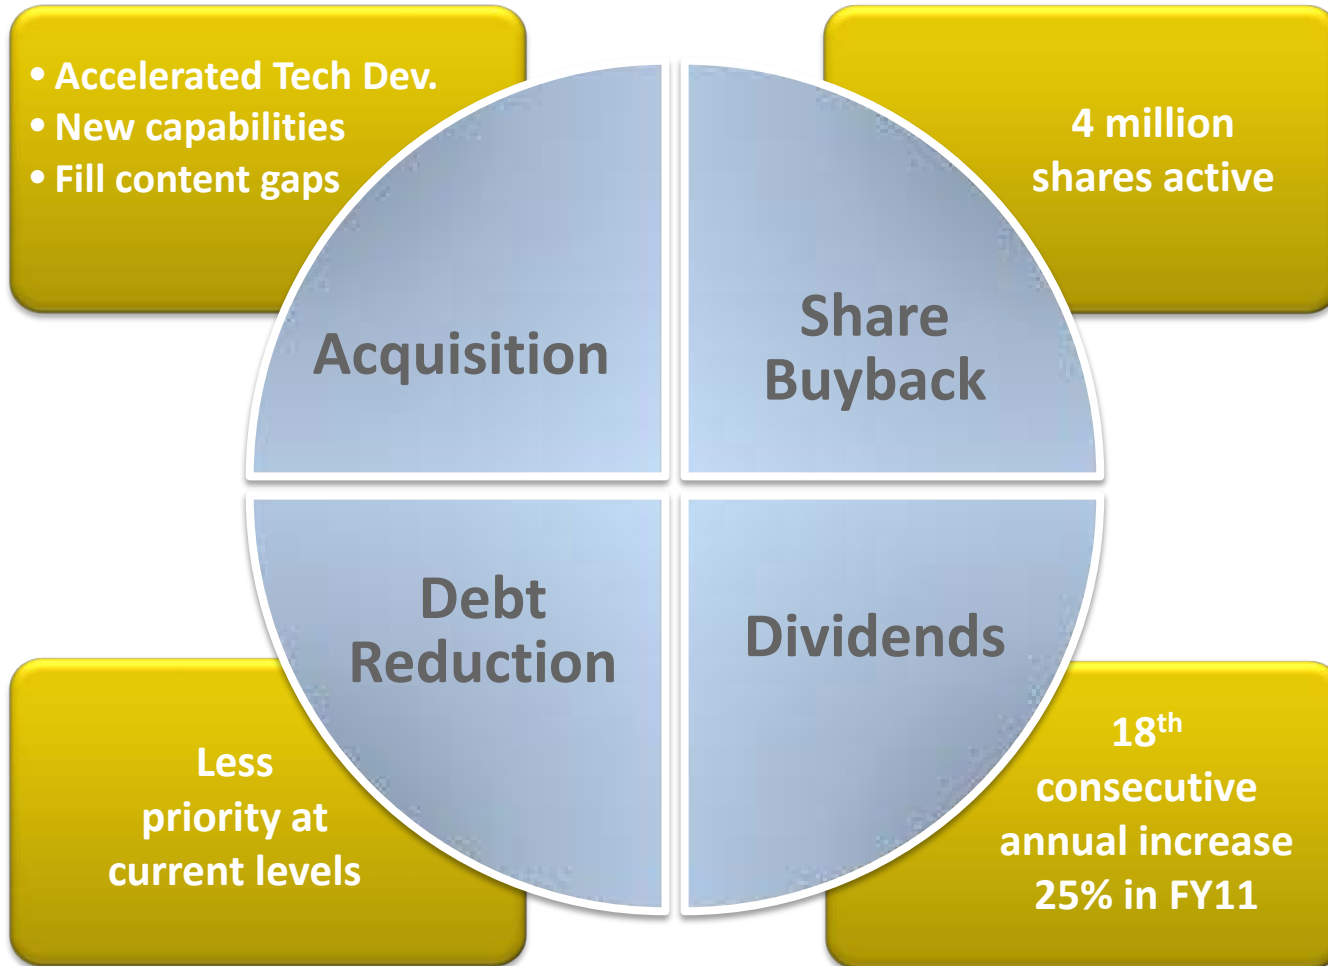 • Accelerated Tech Dev.
• New capabilities
• Fill content gaps
4 million
shares active
Acquisition
Share
Buyback
Debt
Reduction
Dividends
Less
priority at
current levels
18th
consecutive
annual increase
25% in FY11